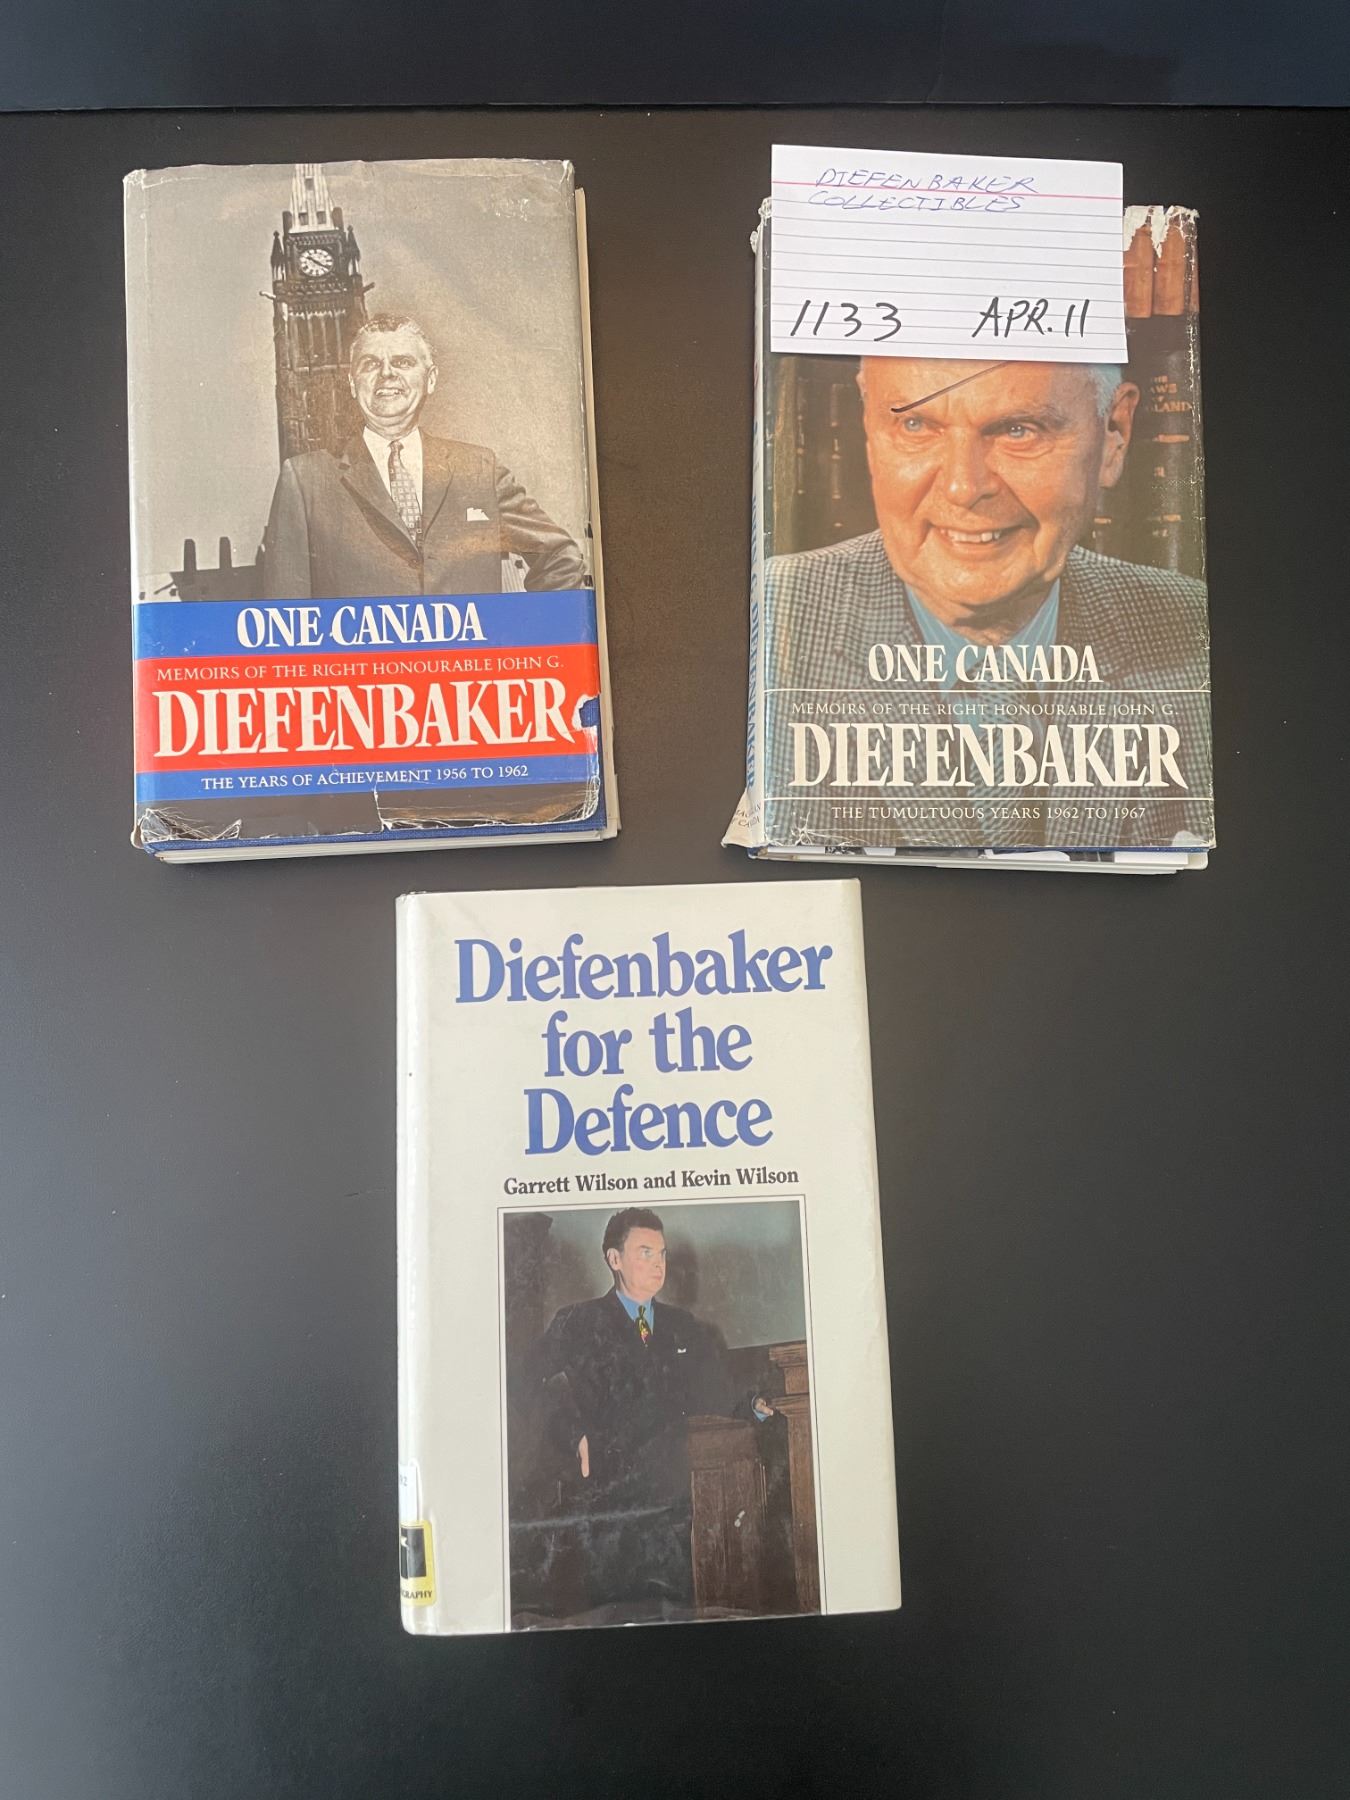 ONE CANADA
MEMOIRS OF THE RIGHT HONOURABLE JOHN G.
DIEFENBAKER
THE YEARS OF ACHIEVEMENT 1956 TO 1962
DIEFENBAKER
COLLECTIBLES
1133 APR. 11
ONE CANADA
MEMOIRS OF THE RIGHT HONOURABLE JOHN G.
DIEFENBAKER
THE TUMULTUOUS YEARS 1962 TO 1967
Diefenbaker
for the
Defence
Garrett Wilson and Kevin Wilson